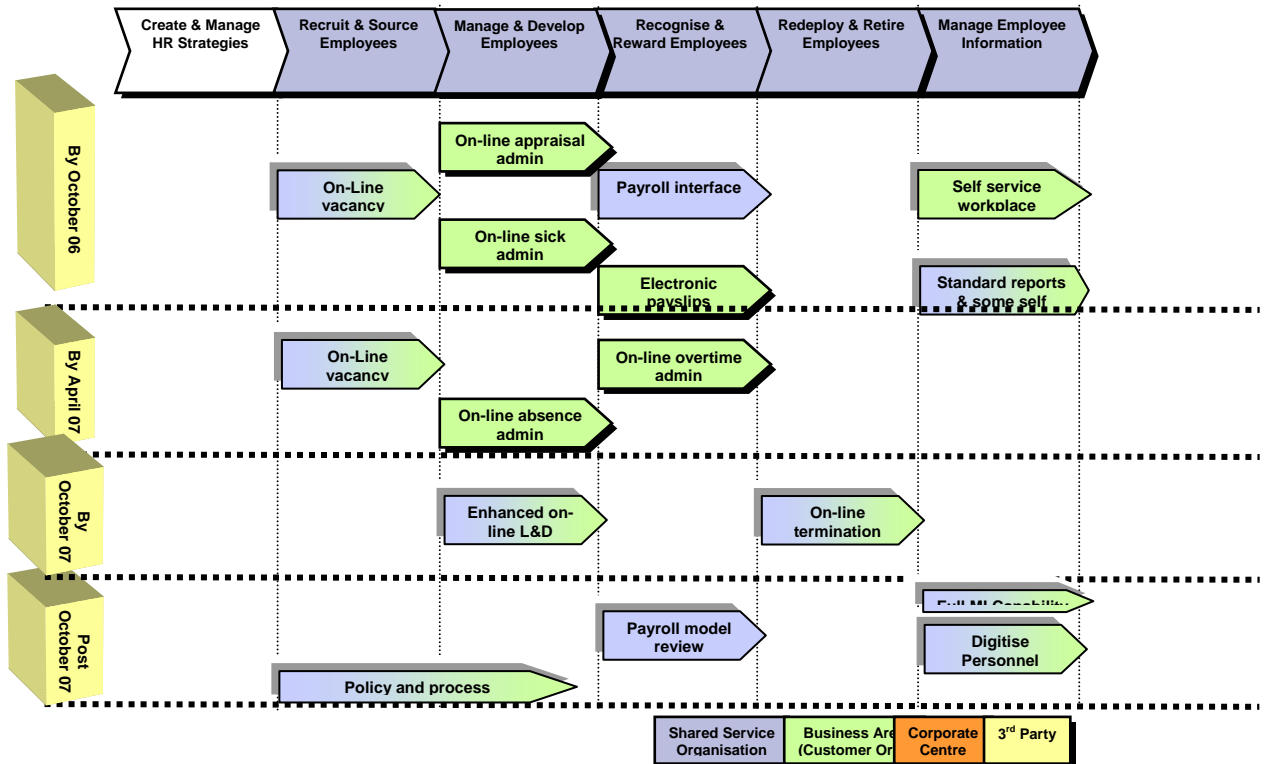 Create & Manage
HR Strategies
Recruit & Source
Employees
Manage & Develop
Employees
Recognise &
Reward Employees
Redeploy & Retire
Employees
Manage Employee
Information
By October 06
On-line appraisal
admin
On-Line
vacancy
Payroll interface
Self service
workplace
On-line sick
admin
Electronic
payslips
Standard reports
& some self
By April 07
On-Line
vacancy
On-line overtime
admin
On-line absence
admin
By
October 07
Enhanced on-
line L&D
On-line
termination
Post
October 07
Full MI Capability
Payroll model
review
Digitise
Personnel
Policy and process
Shared Service
Organisation
Business Are
(Customer Or
Corporate
Centre
3rd Party